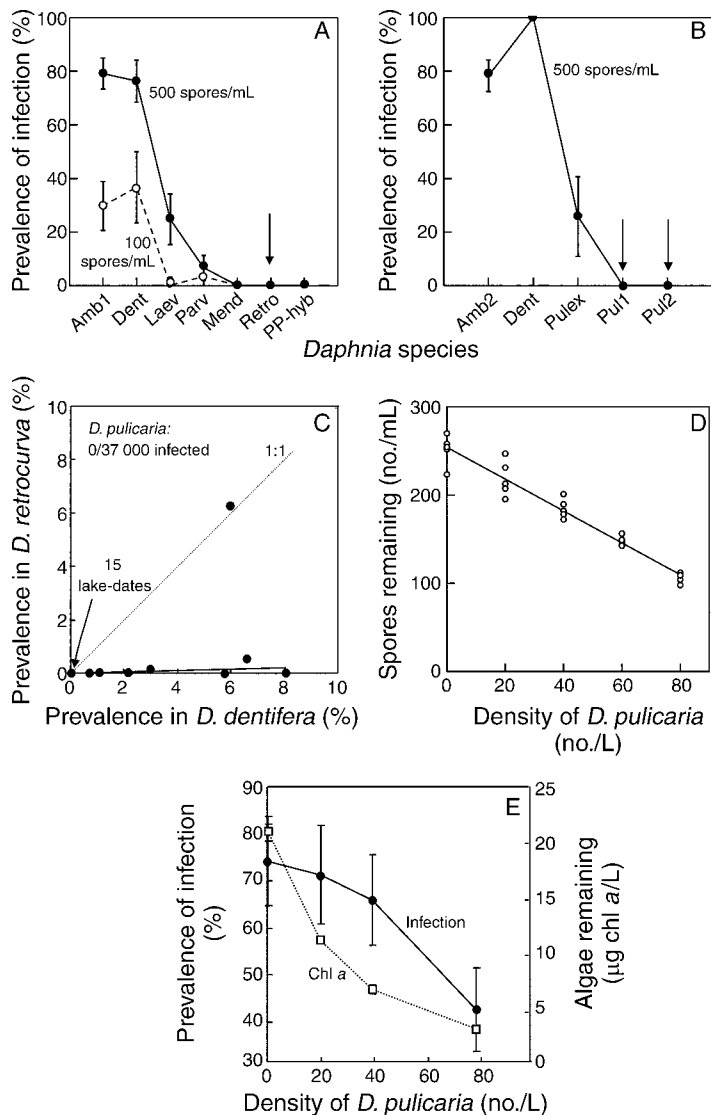 A
Prevalence of infection (%)
100
80
60
40
20
0
500 spores/mL
100
spores/mL
Amb1
Dent
Laev
Parv
Mend
Retro
PP-hyb
B
Prevalence of infection (%)
100
80
60
40
20
0
500 spores/mL
Amb2
Dent
Pulex
Pul1
Pul2
Daphnia species
C
Prevalence in D. retrocurva (%)
10
8
6
4
2
0
D. pulicaria:
0/37 000 infected
1:1
15
lake-dates
0
2
4
6
8
10
Prevalence in D. dentifera (%)
D
Spores remaining (no./mL)
300
200
100
0
0
20
40
60
80
Density of D. pulicaria
(no./L)
E
Prevalence of infection
(%)
90
80
70
60
50
40
30
Infection
Chl a
25
20
15
10
5
0
Algae remaining
(μg chl a/L)
0
20
40
60
80
100
Density of D. pulicaria (no./L)